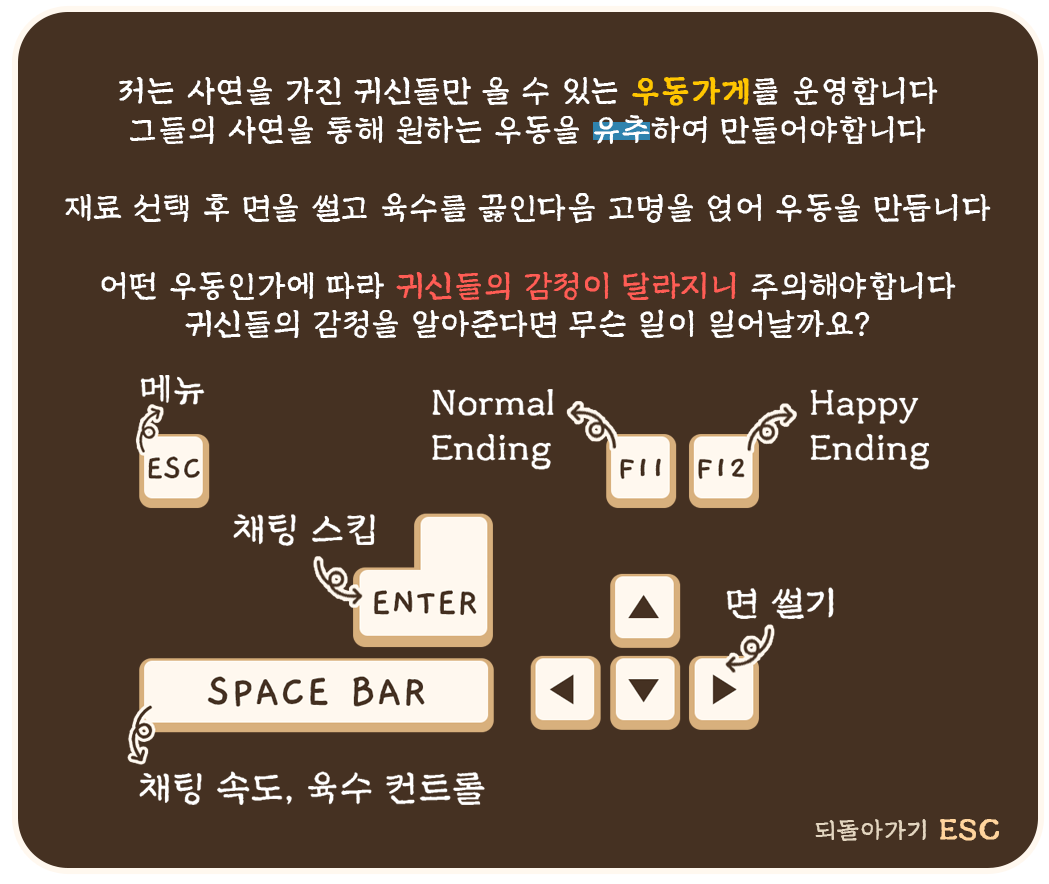 저는 사연을 가진 귀신들만 올 수 있는 우동가게를 운영합니다
그들의 사연을 통해 원하는 우동을 유추하여 만들어야합니다
재료 선택 후 면을 썰고 육수를 끓인다음 고명을 얹어 우동을 만듭니다
어떤 우동인가에 따라 귀신들의 감정이 달라지니 주의해야합니다
귀신들의 감정을 알아준다면 무슨 일이 일어날까요?
메뉴
ESC
Normal
Ending
F11
F12
Happy
Ending
채팅 스킵
ENTER
면 썰기
▲
◀ ▼ ▶
SPACE BAR
채팅 속도, 육수 컨트롤
되돌아가기 ESC